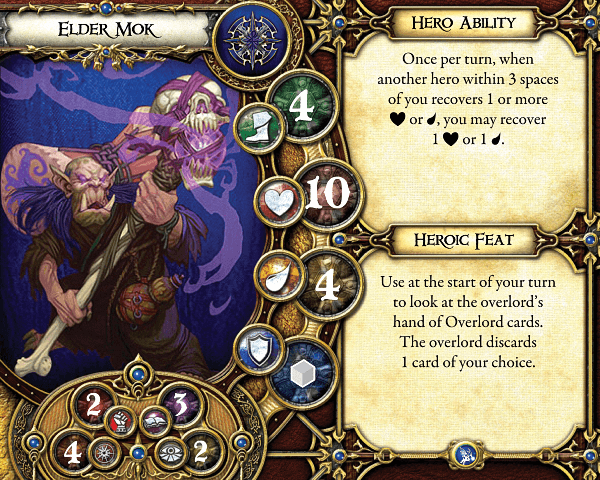 Elder Mok
4
10
4
2
3
4
2
Hero Ability
Once per turn, when
another hero within 3 spaces
of you recovers 1 or more
♥ or 💧, you may recover
1 ♥ or 1 💧.
Heroic Feat
Use at the start of your turn
to look at the overlord's
hand of Overlord cards.
The overlord discards
1 card of your choice.